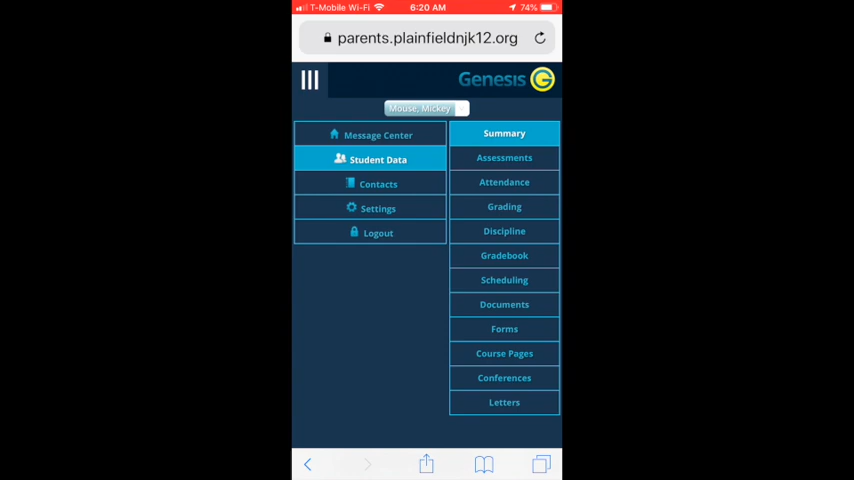 T-Mobile Wi-Fi 6:20 AM 74%
parents.plainfieldnjk12.org
Genesis G
Mouse, Mickey
Message Center
Student Data
Contacts
Settings
Logout
Summary
Assessments
Attendance
Grading
Discipline
Gradebook
Scheduling
Documents
Forms
Course Pages
Conferences
Letters